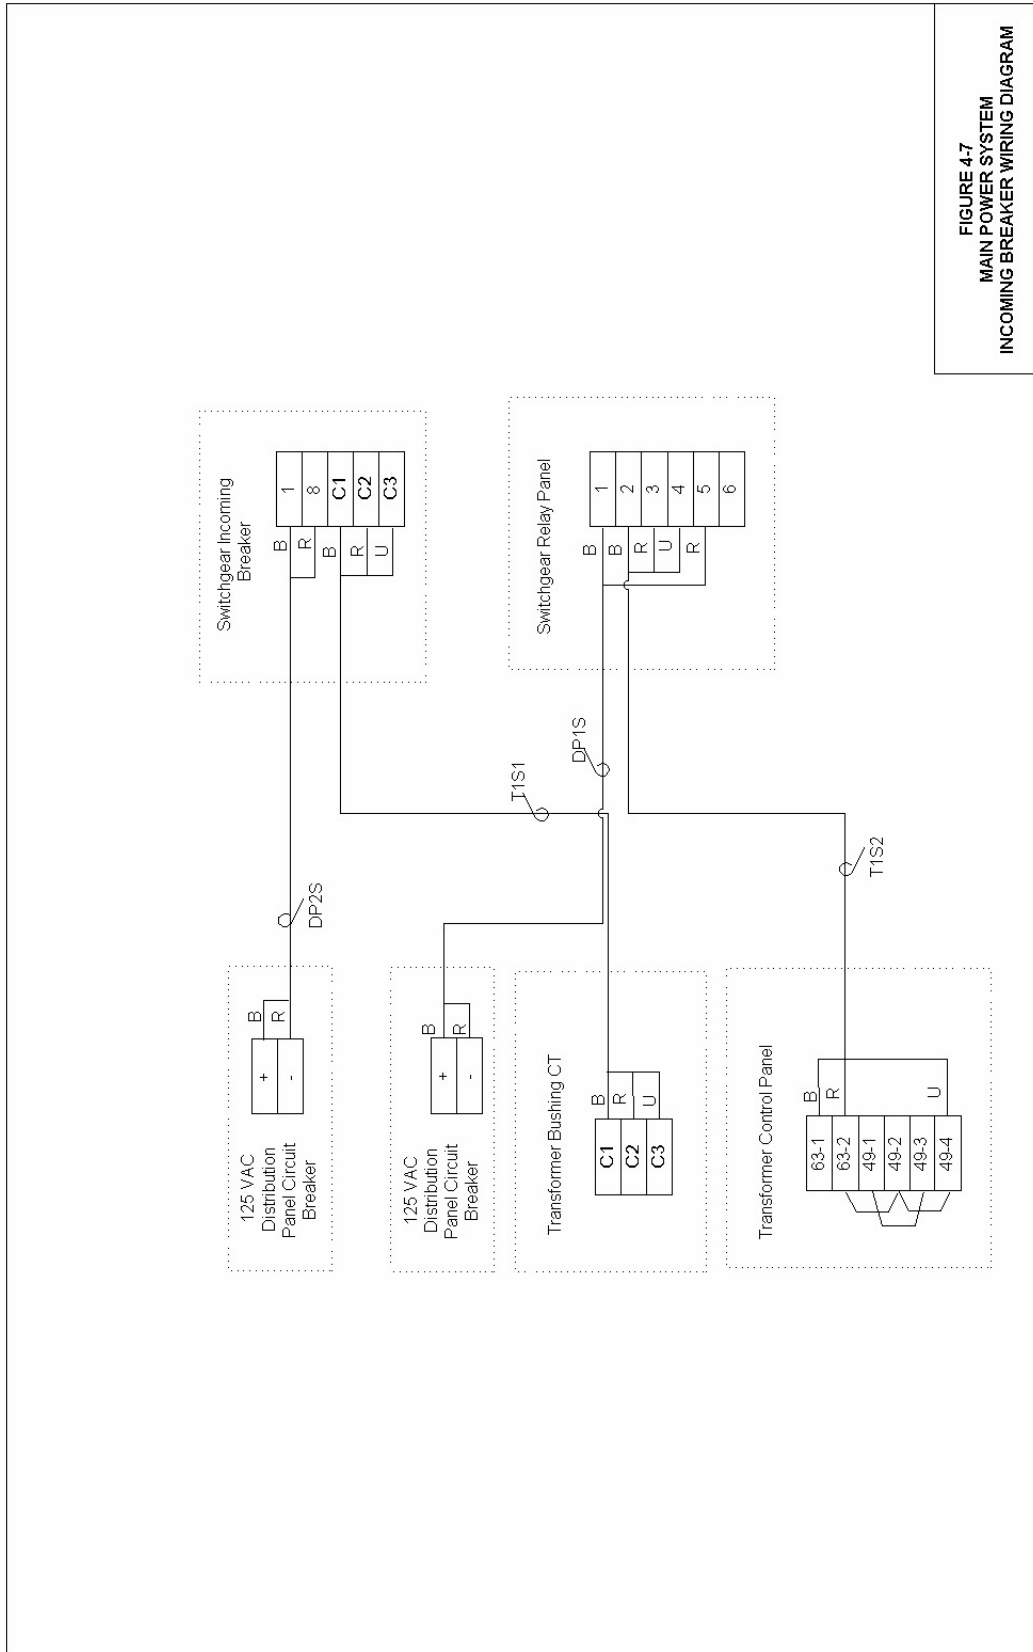 125 VAC
Distribution
Panel Circuit
Breaker
+
-
B
R
DP2S
Switchgear Incoming
Breaker
B
R
B
R
U
1
8
C1
C2
C3
125 VAC
Distribution
Panel Circuit
Breaker
+
-
B
R
T1S1
DP1S
Switchgear Relay Panel
B
B
R
U
R
1
2
3
4
5
6
Transformer Bushing CT
C1
C2
C3
B
R
U
Transformer Control Panel
63-1
63-2
49-1
49-2
49-3
49-4
B
R
U
T1S2
FIGURE 4-7
MAIN POWER SYSTEM
INCOMING BREAKER WIRING DIAGRAM